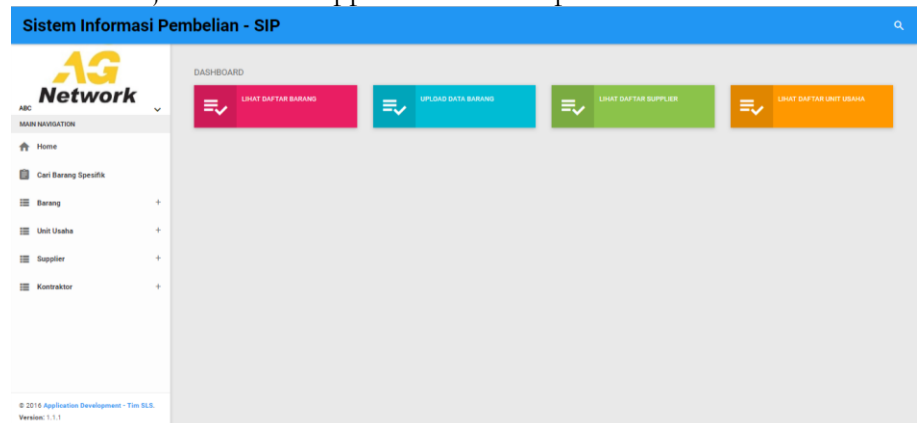 Sistem Informasi Pembelian - SIP
AG
Network
ABC
MAIN NAVIGATION
Home
Cari Barang Spesifik
Barang +
Unit Usaha +
Supplier +
Kontraktor +
© 2016 Application Development - Tim SLS.
Version: 1.1.1
DASHBOARD
LIHAT DAFTAR BARANG
UPLOAD DATA BARANG
LIHAT DAFTAR SUPPLIER
LIHAT DAFTAR UNIT USAHA